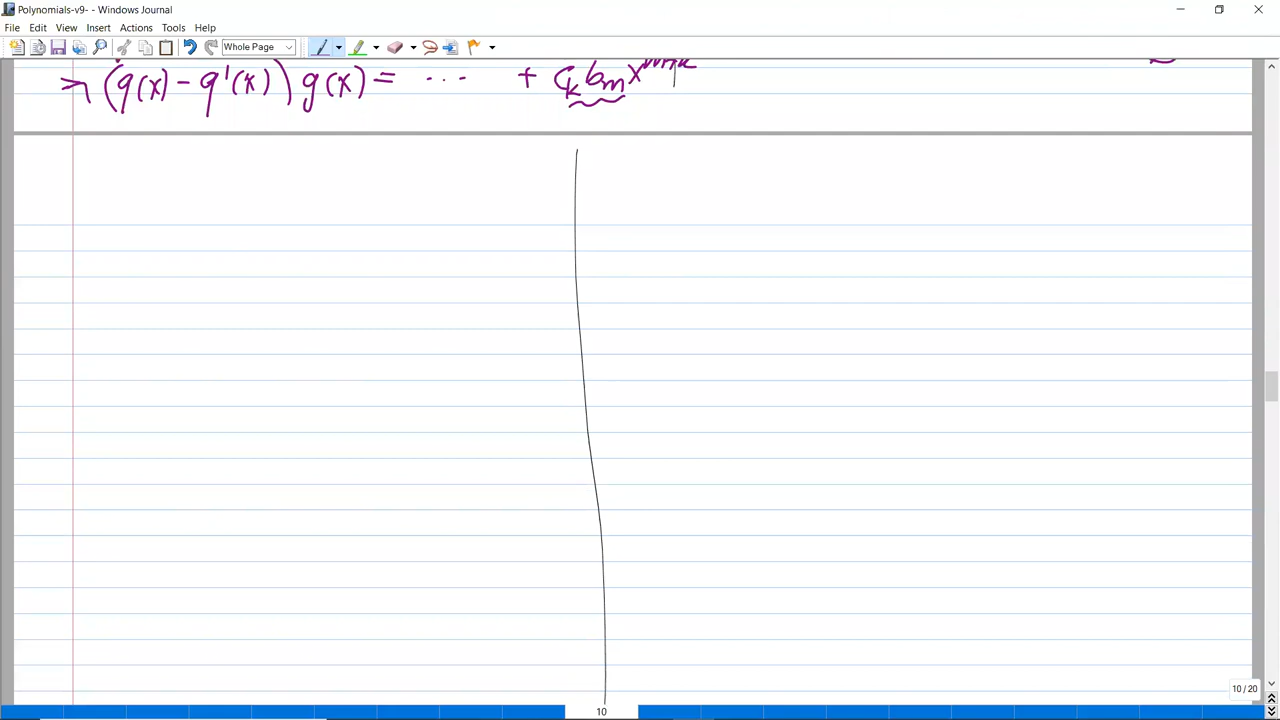 Polynomials-v9- - Windows Journal
File Edit View Insert Actions Tools Help
Whole Page
(q(x) - q'(x)) g(x) = ... + c_k b_m x^{m+k}
10 / 20
10